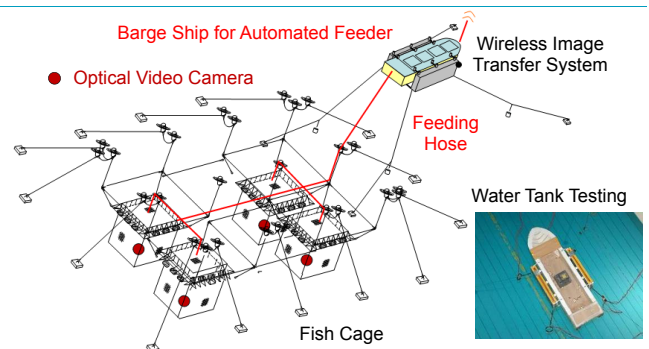 Barge Ship for Automated Feeder
Optical Video Camera
Wireless Image
Transfer System
Feeding
Hose
Water Tank Testing
Fish Cage